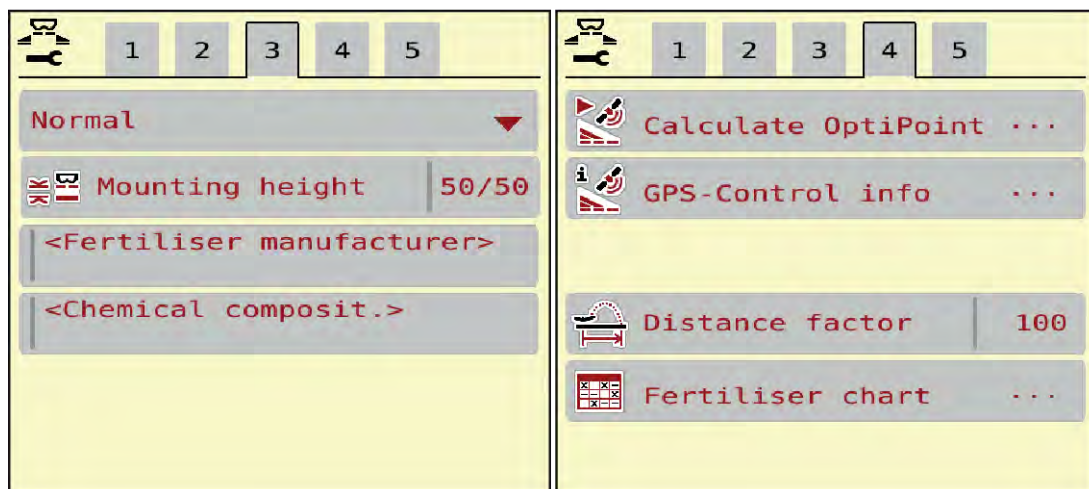 1 2 3 4 5
Normal
Mounting height 50/50
<Fertiliser manufacturer>
<Chemical composit.>
1 2 3 4 5
Calculate OptiPoint ...
i GPS-Control info ...
Distance factor 100
Fertiliser chart ...